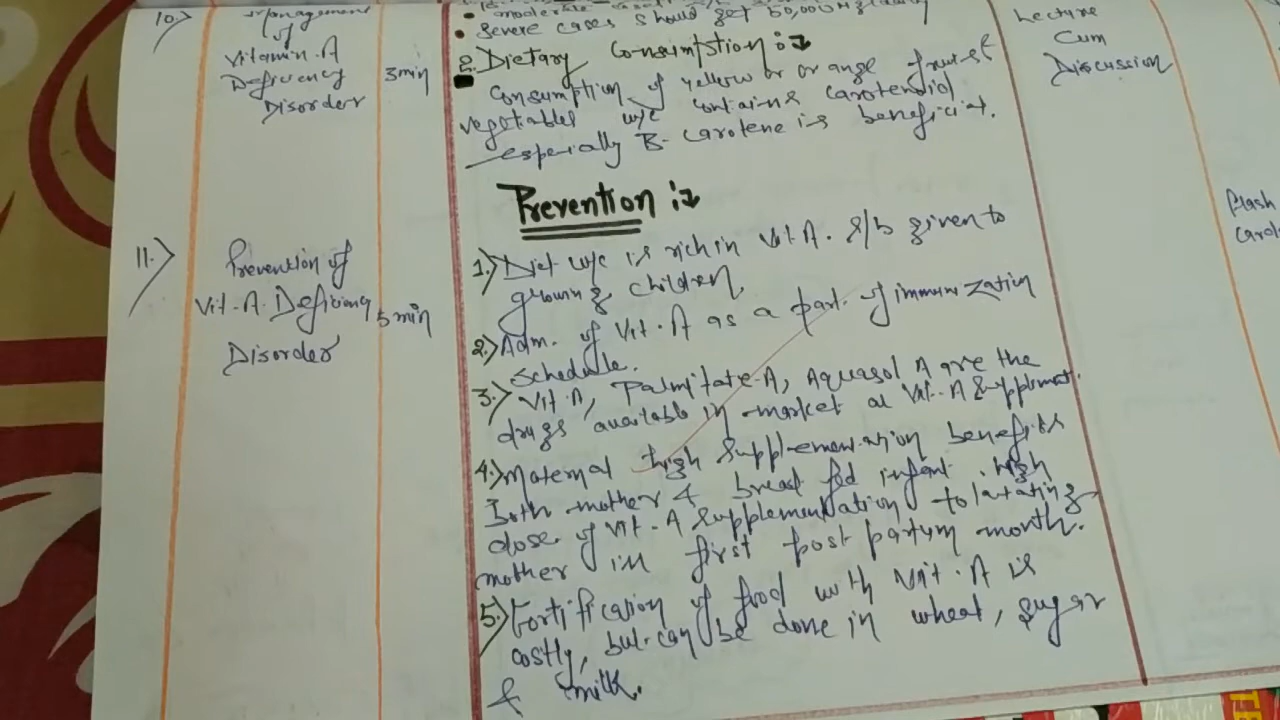 10.)
management
of
Vitamin.A
Deficiency
Disorder
3min
moderate
severe cases should get 50,000
2. Dietary Consumption :-
Consumption of yellow or orange fruits &
vegetables w/c contains carotenoid
especially B- carotene is beneficial.
Lecture
Cum
Discussion
Prevention :-
11.)
Prevention of
Vit-A. Deficiency
Disorder
5min
1.) Diet w/c is rich in Vit A. s/b given to
growing children.
2.) Adm. of Vit. A as a part of immunization
schedule.
3.) Vit. A, Palmitate-A, Aquasol A are the
drugs available in market as Vit-A Supplement.
4.) Maternal high supplementation benefits
Both mother & breast fed infant. high
dose of Vit-A Supplementation to lactating
mother in first post partum month.
5.) Fortification of food with Vit. A is
costly, but can be done in wheat, sugar
& milk.
flash